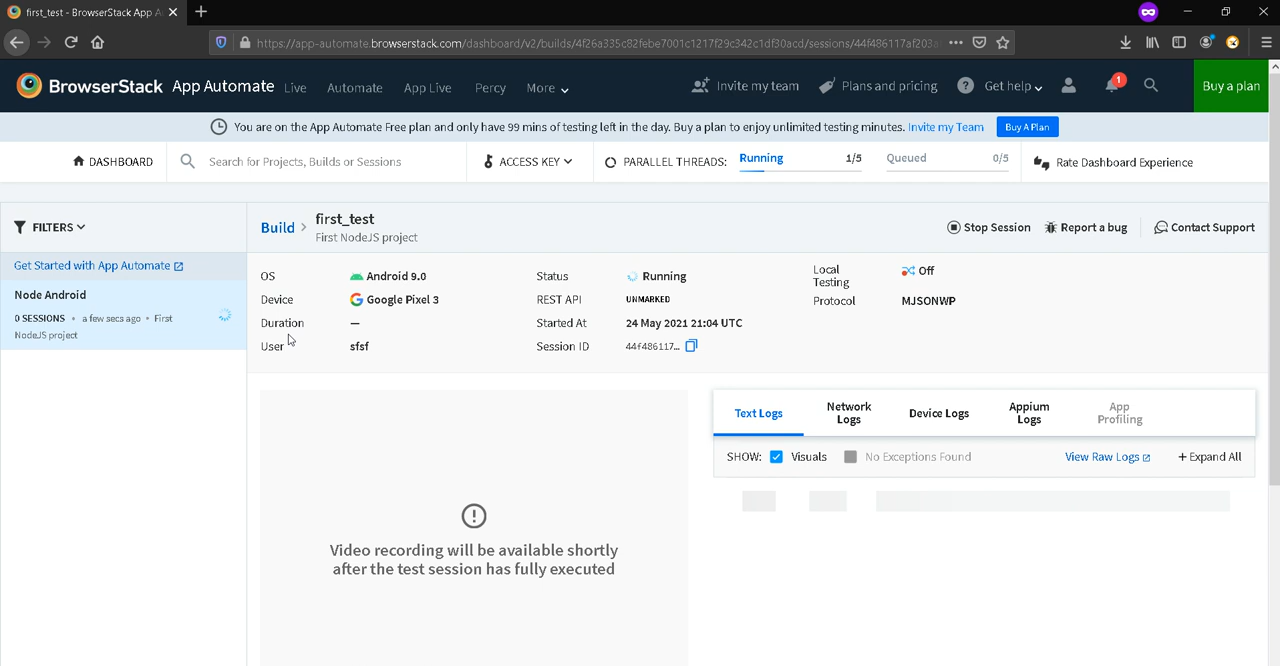 first_test - BrowserStack App A
https://app-automate.browserstack.com/dashboard/v2/builds/4f26a335c82febe7001c1217f29c342c1df30acd/sessions/44f486117af203a
BrowserStack App Automate Live Automate App Live Percy More Invite my team Plans and pricing Get help 1 Buy a plan
You are on the App Automate Free plan and only have 99 mins of testing left in the day. Buy a plan to enjoy unlimited testing minutes. Invite my Team Buy A Plan
DASHBOARD Search for Projects, Builds or Sessions ACCESS KEY PARALLEL THREADS: Running 1/5 Queued 0/5 Rate Dashboard Experience
FILTERS
Get Started with App Automate
Node Android
0 SESSIONS • a few secs ago • First
NodeJS project
Build > first_test
First NodeJS project
Stop Session Report a bug Contact Support
OS Android 9.0
Device Google Pixel 3
Duration —
User sfsf
Status Running
REST API UNMARKED
Started At 24 May 2021 21:04 UTC
Session ID 44f486117...
Local
Testing
Off
Protocol MJSONWP
Video recording will be available shortly
after the test session has fully executed
Text Logs
Network
Logs
Device Logs
Appium
Logs
App
Profiling
SHOW: Visuals No Exceptions Found View Raw Logs + Expand All